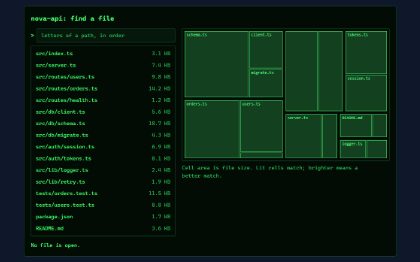 nova-api: find a file
> letters of a path, in order
src/index.ts 3.1 kB
src/server.ts 7.4 kB
src/routes/users.ts 9.8 kB
src/routes/orders.ts 14.2 kB
src/routes/health.ts 1.2 kB
src/db/client.ts 5.6 kB
src/db/schema.ts 18.7 kB
src/db/migrate.ts 4.3 kB
src/auth/session.ts 6.9 kB
src/auth/tokens.ts 8.1 kB
src/lib/logger.ts 2.4 kB
src/lib/retry.ts 1.9 kB
tests/orders.test.ts 11.5 kB
tests/users.test.ts 8.8 kB
package.json 1.7 kB
README.md 3.6 kB
No file is open.
schema.ts
client.ts
tokens.ts
migrate.ts
session.ts
orders.ts
users.ts
server.ts
README.md
logger.ts
Cell area is file size. Lit cells match; brighter means a
better match.